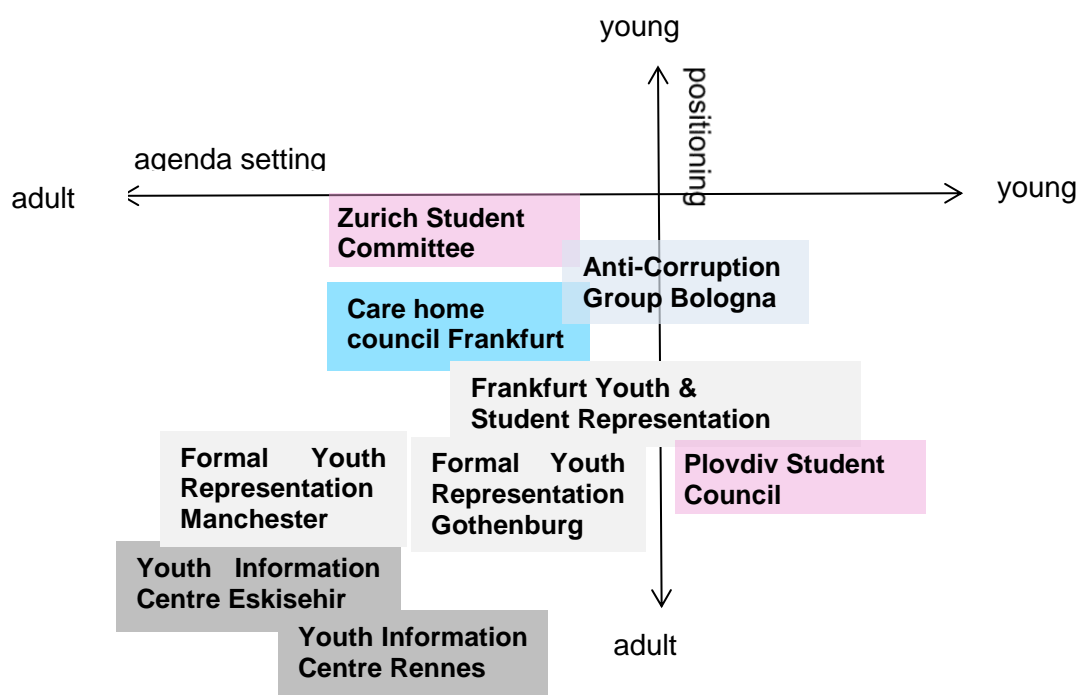 young
positioning
agenda setting
adult
young
Zurich Student
Committee
Anti-Corruption
Group Bologna
Care home
council Frankfurt
Frankfurt Youth &
Student Representation
Formal Youth
Representation
Manchester
Formal Youth
Representation
Gothenburg
Plovdiv Student
Council
Youth Information
Centre Eskisehir
Youth Information
Centre Rennes
adult